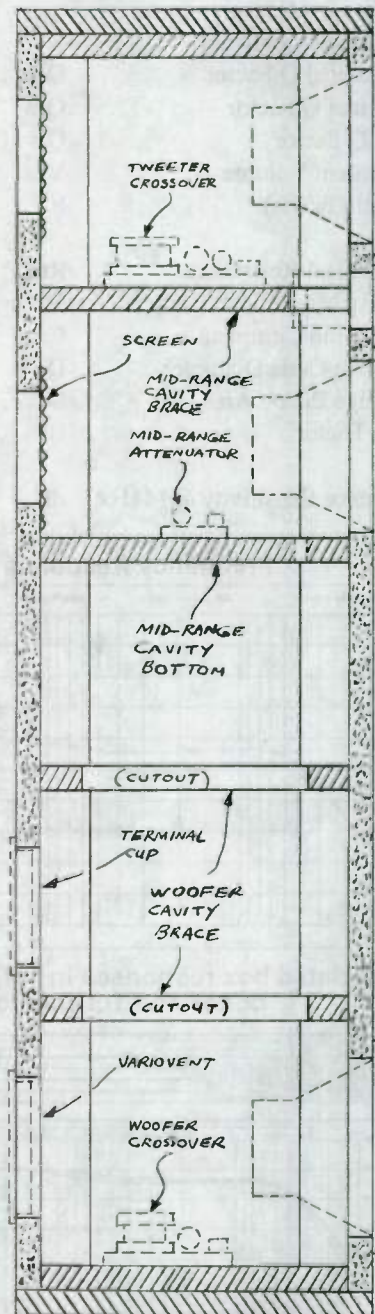 TWEETER
CROSSOVER
SCREEN
MID-RANGE
CAVITY
BRACE
MID-RANGE
ATTENUATOR
MID-RANGE
CAVITY
BOTTOM
(CUTOUT)
TERMINAL
CUP
WOOFER
CAVITY
BRACE
(CUTOUT)
VARIOVENT
WOOFER
CROSSOVER